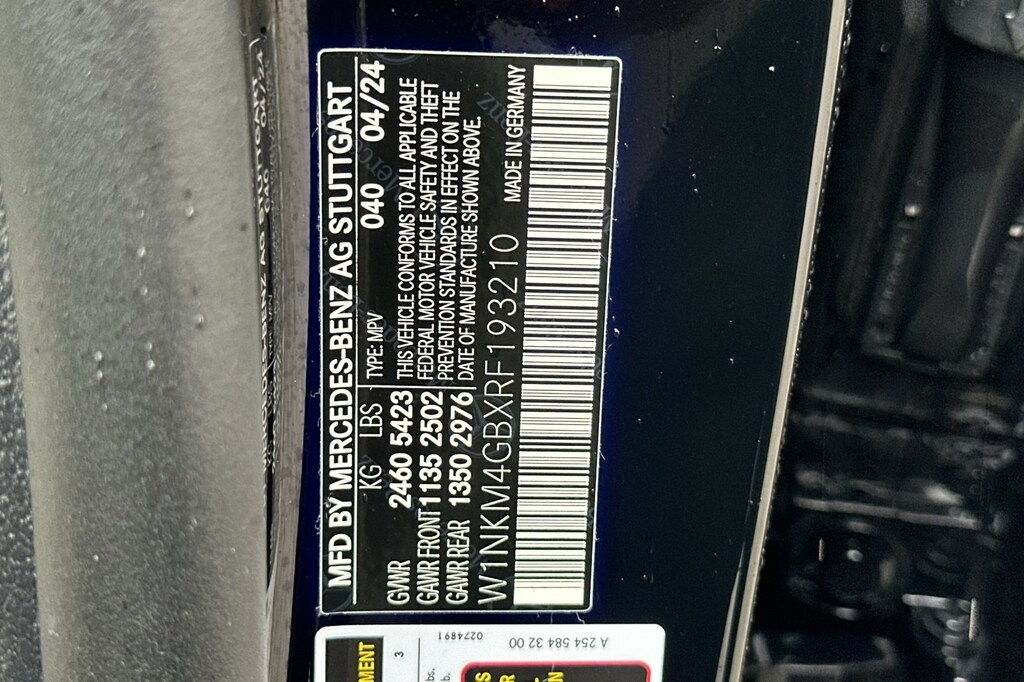 MFD BY MERCEDES-BENZ AG STUTTGART
KG LBS TYPE: MPV 040 04/24
GVWR 2460 5423
GAWR FRONT 1135 2502
GAWR REAR 1350 2976
THIS VEHICLE CONFORMS TO ALL APPLICABLE
FEDERAL MOTOR VEHICLE SAFETY AND THEFT
PREVENTION STANDARDS IN EFFECT ON THE
DATE OF MANUFACTURE SHOWN ABOVE.
W1NKM4GBXRF193210 MADE IN GERMANY
0274891
A 254 584 32 00
3